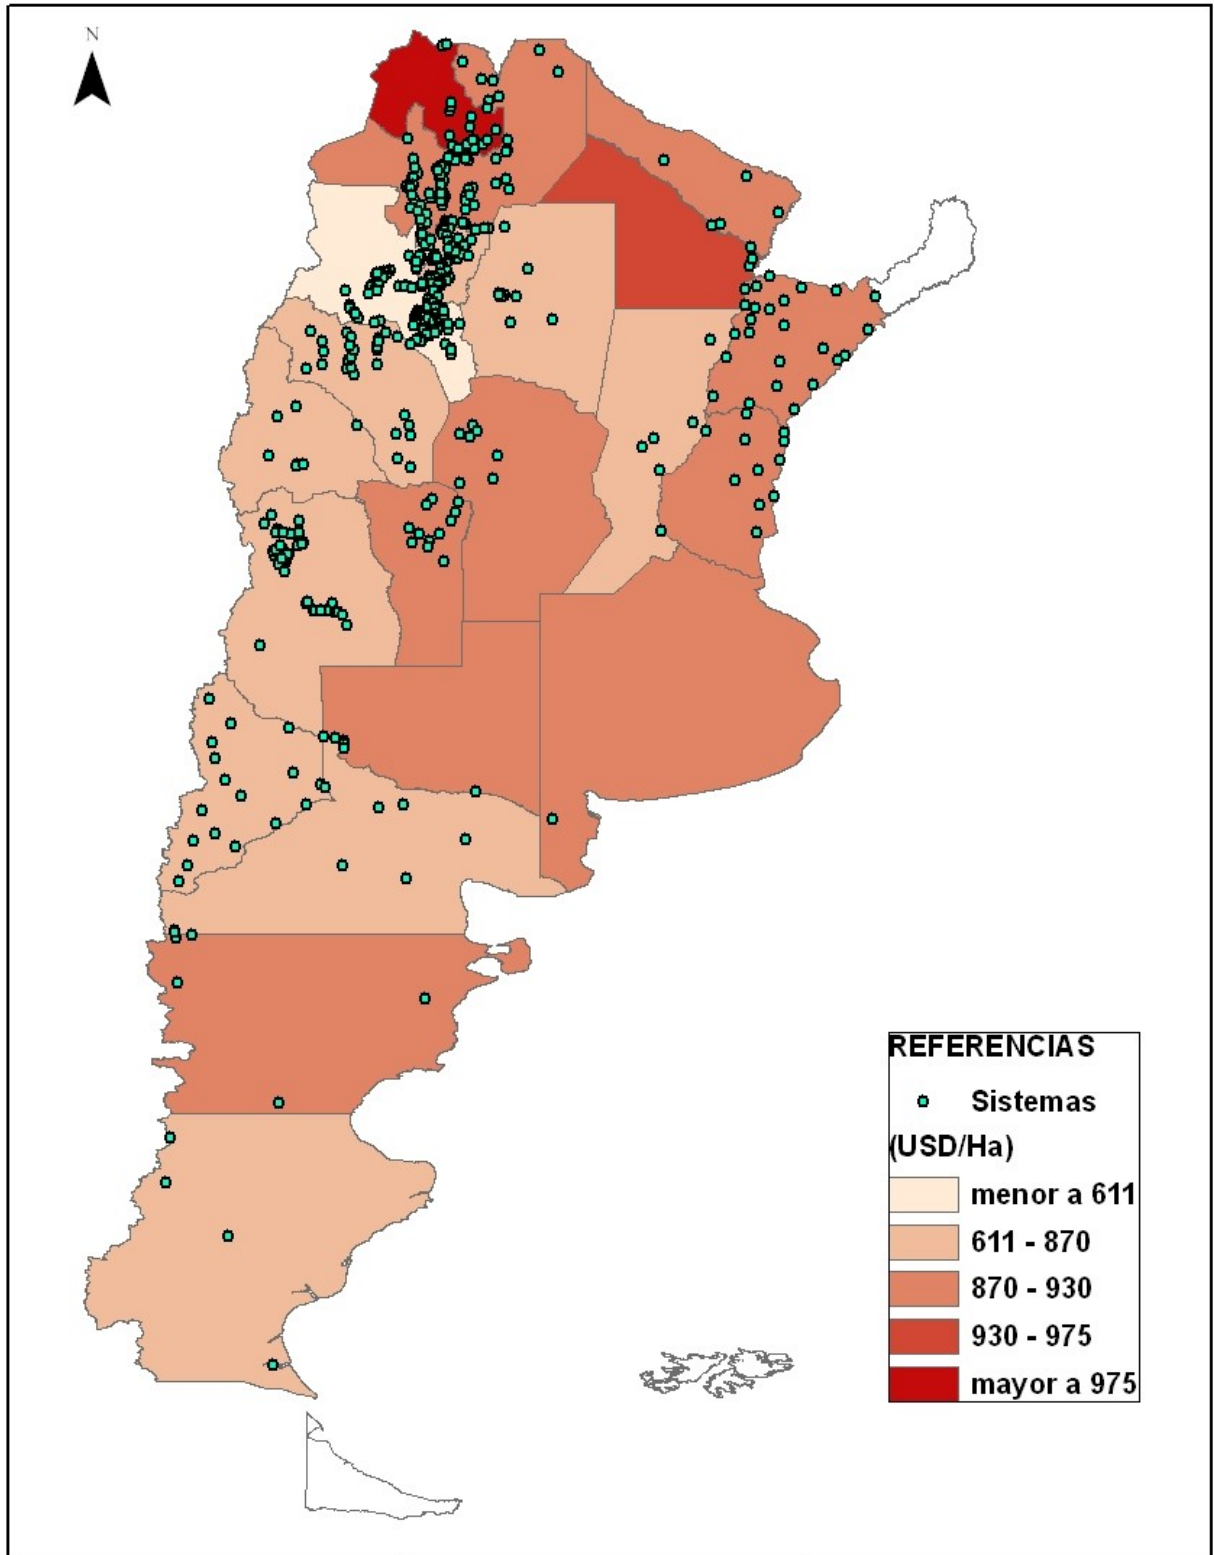 N
REFERENCIAS
Sistemas
(USD/Ha)
menor a 611
611 - 870
870 - 930
930 - 975
mayor a 975